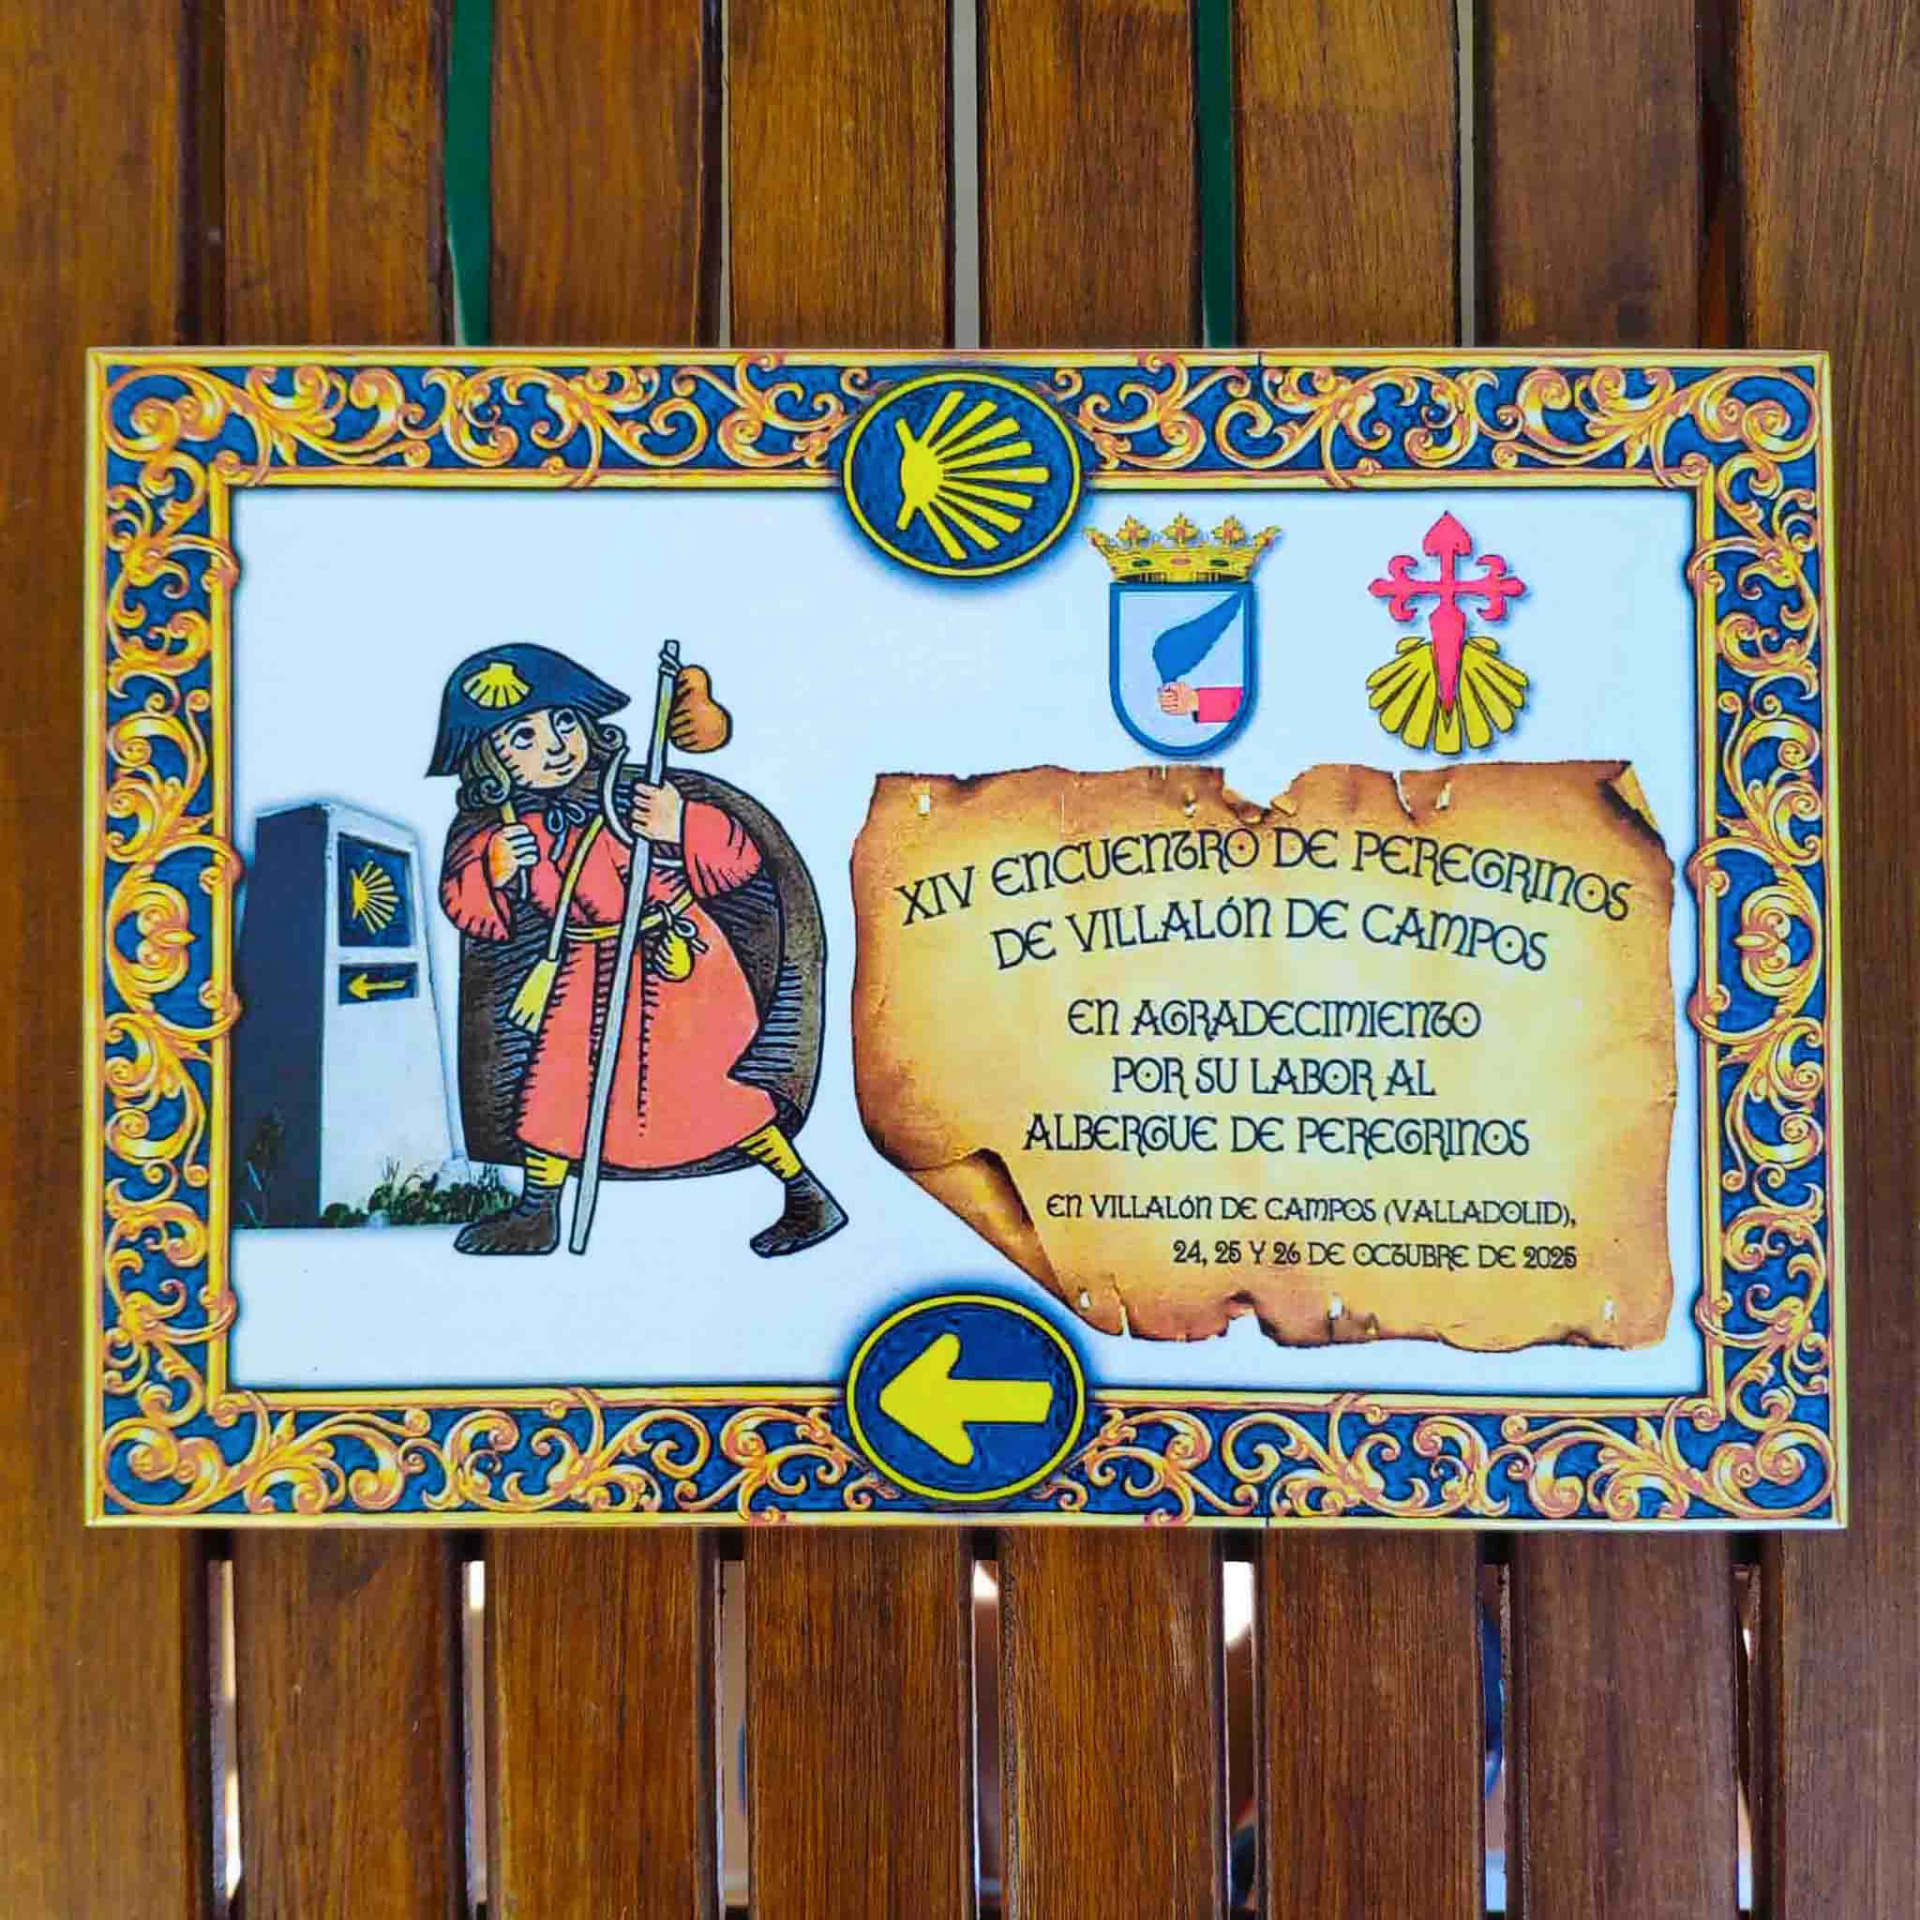 XIV ENCUENTRO DE PEREGRINOS
DE VILLALÓN DE CAMPOS
EN AGRADECIMIENTO
POR SU LABOR AL
ALBERGUE DE PEREGRINOS
EN VILLALÓN DE CAMPOS (VALLADOLID),
24, 25 Y 26 DE OCTUBRE DE 2025